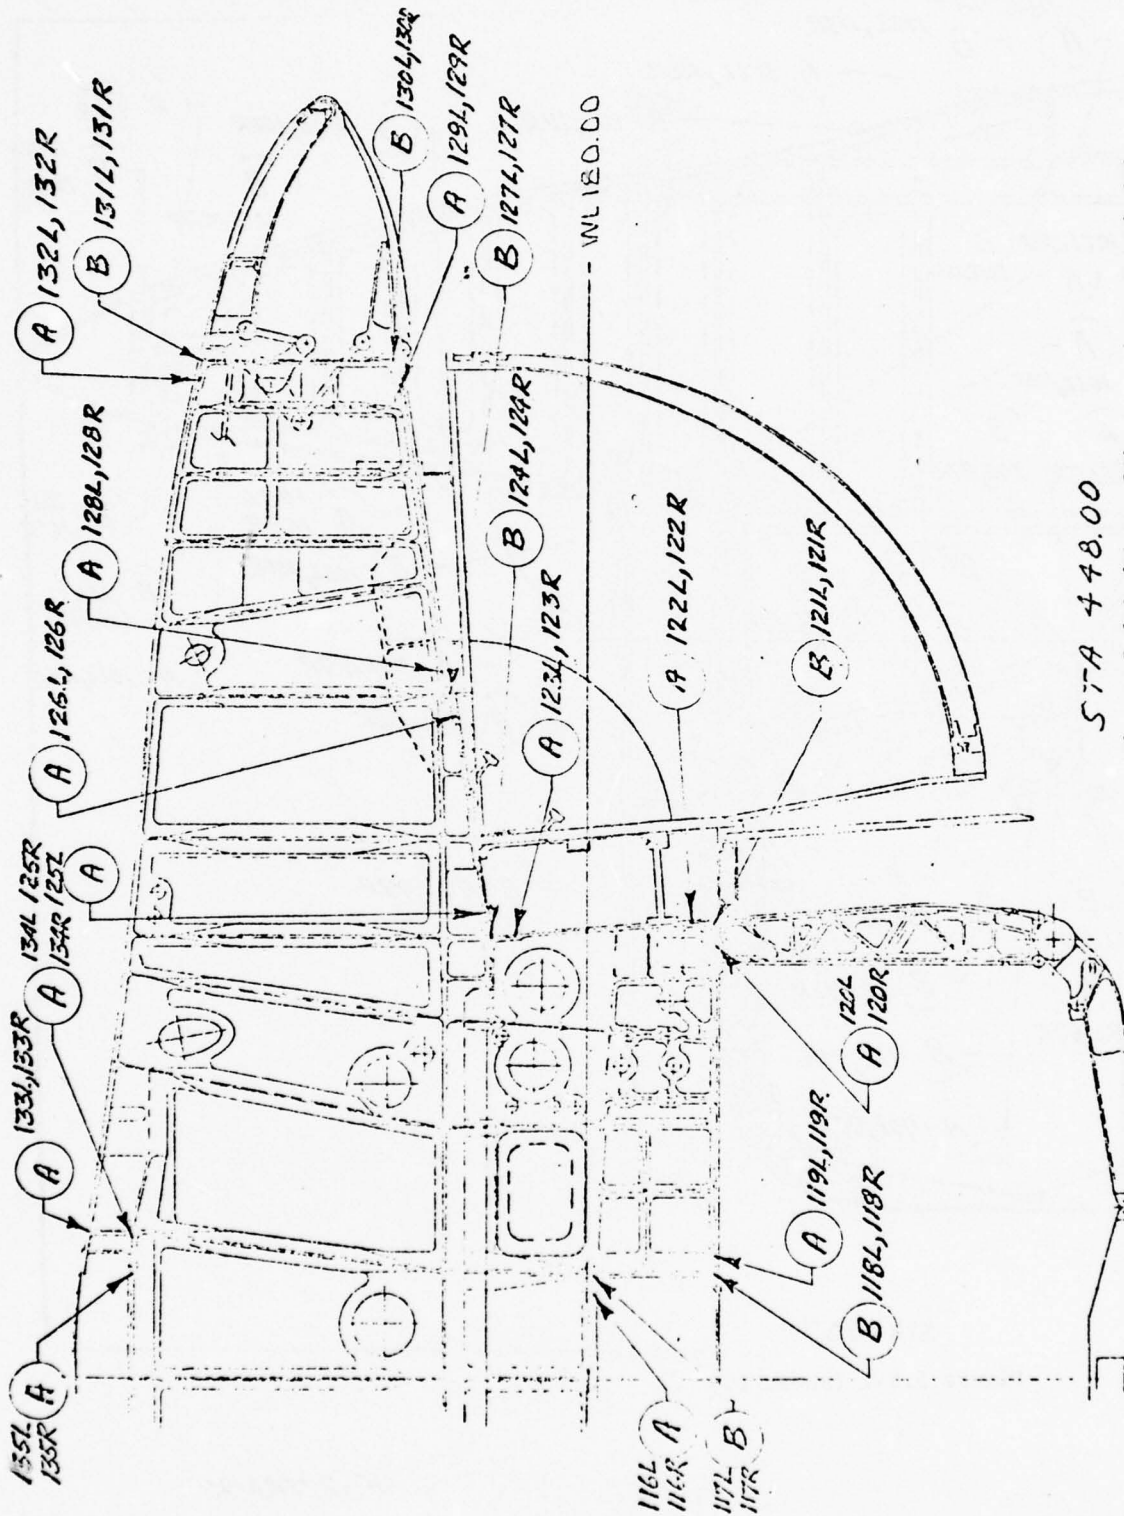 A
132L, 132R
B
131L, 131R
B
130L, 130R
A
129L, 129R
B
127L, 127R
WL 180.00
A
128L, 128R
B
124L, 124R
A
126L, 126R
A
123L, 123R
A
122L, 122R
B
121L, 121R
134L 125R
134R 125L
A
A
133L, 133R
A
120L
120R
A
A
119L, 119R
B
118L, 118R
135L
135R
A
116L
116R
A
117L
117R
B
STA 448.00